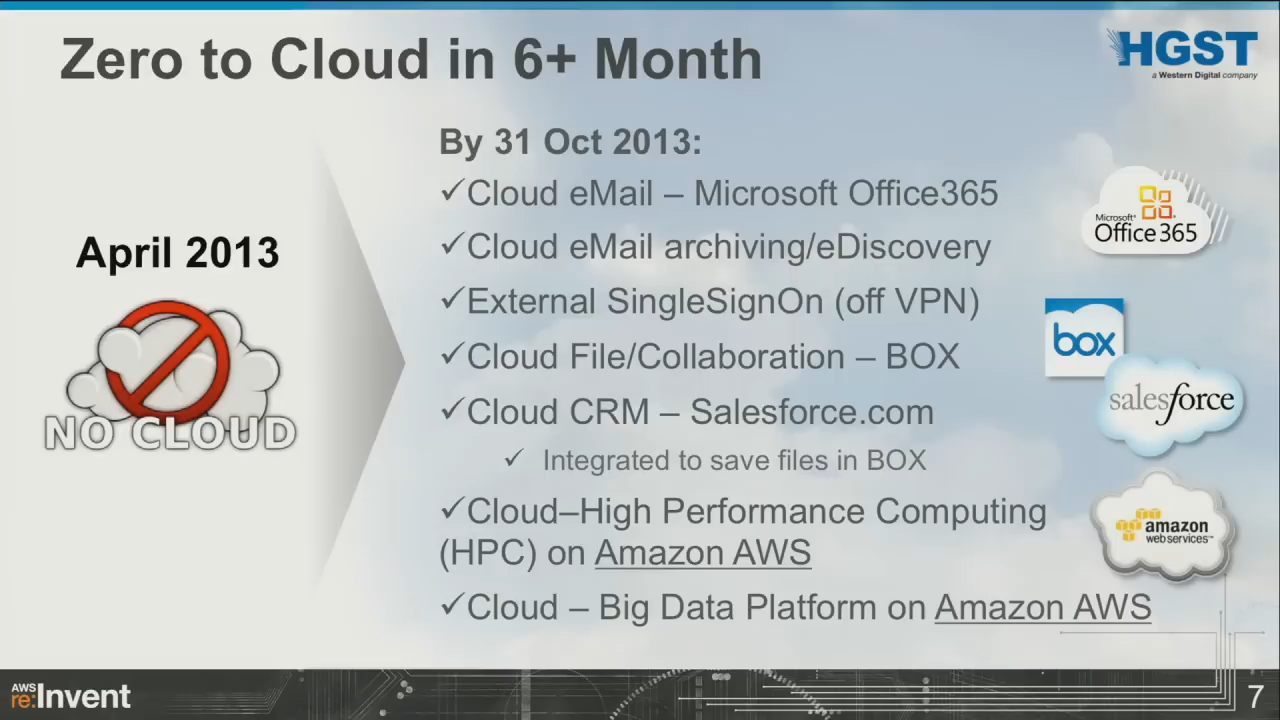 Zero to Cloud in 6+ Month
HGST
a Western Digital company
April 2013
NO CLOUD
By 31 Oct 2013:
✓Cloud eMail – Microsoft Office365
✓Cloud eMail archiving/eDiscovery
✓External SingleSignOn (off VPN)
✓Cloud File/Collaboration – BOX
✓Cloud CRM – Salesforce.com
✓ Integrated to save files in BOX
✓Cloud–High Performance Computing
(HPC) on Amazon AWS
✓Cloud – Big Data Platform on Amazon AWS
Microsoft®
Office 365
box
salesforce
amazon
webservices™
AWS
re:Invent
7